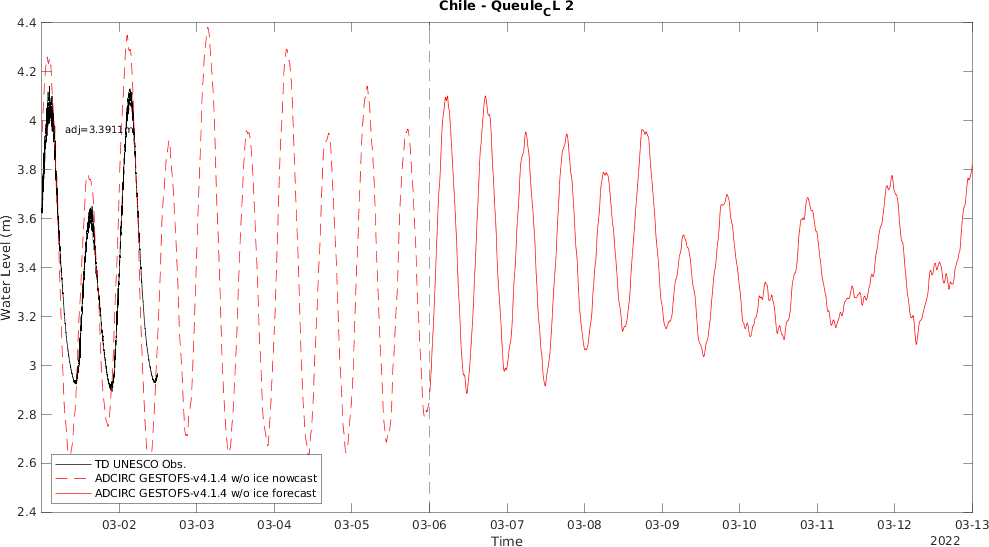 Chile - Queule_CL 2
4.4
4.2
4
3.8
3.6
3.4
3.2
3
2.8
2.6
2.4
Water Level (m)
adj=3.3911 m
TD UNESCO Obs.
ADCIRC GESTOFS-v4.1.4 w/o ice nowcast
ADCIRC GESTOFS-v4.1.4 w/o ice forecast
03-02 03-03 03-04 03-05 03-06 03-07 03-08 03-09 03-10 03-11 03-12 03-13
Time
2022